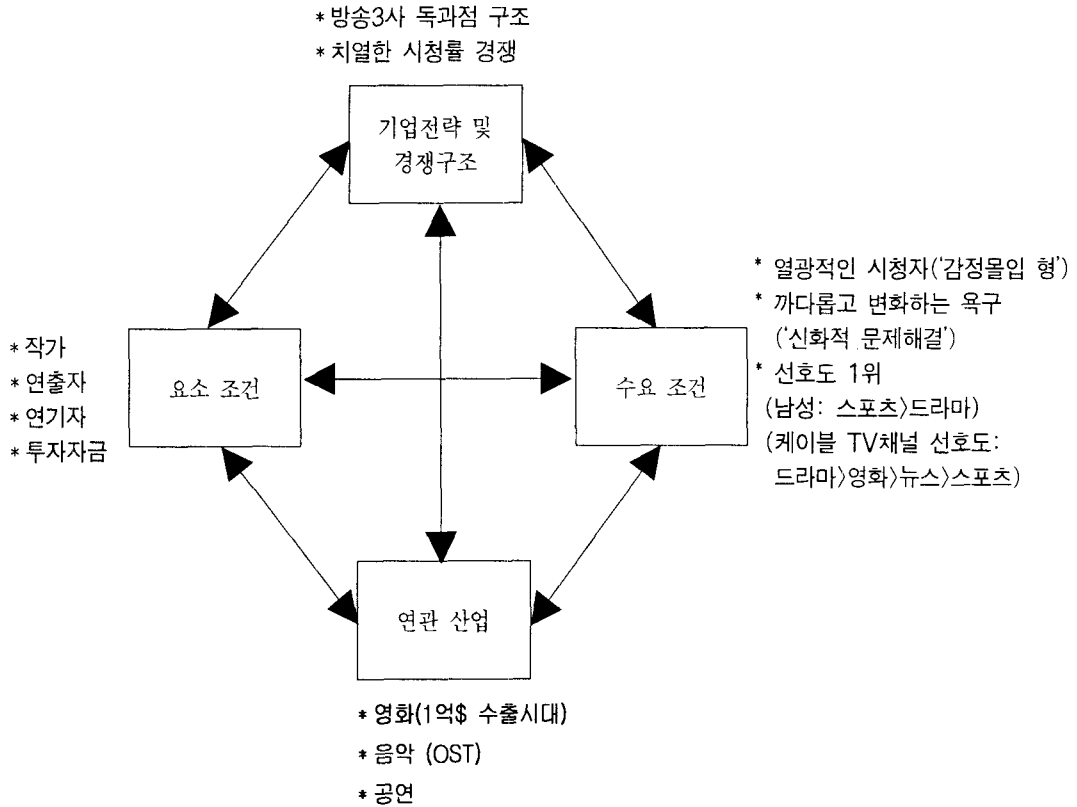 * 방송3사 독과점 구조
* 치열한 시청률 경쟁
기업전략 및
경쟁구조
* 작가
* 연출자
* 연기자
* 투자자금
요소 조건
수요 조건
* 열광적인 시청자(‘감정몰입 형’)
* 까다롭고 변화하는 욕구
(‘신화적 문제해결’)
* 선호도 1위
(남성: 스포츠〉드라마)
(케이블 TV채널 선호도:
드라마〉영화〉뉴스〉스포츠)
연관 산업
* 영화(1억$ 수출시대)
* 음악 (OST)
* 공연